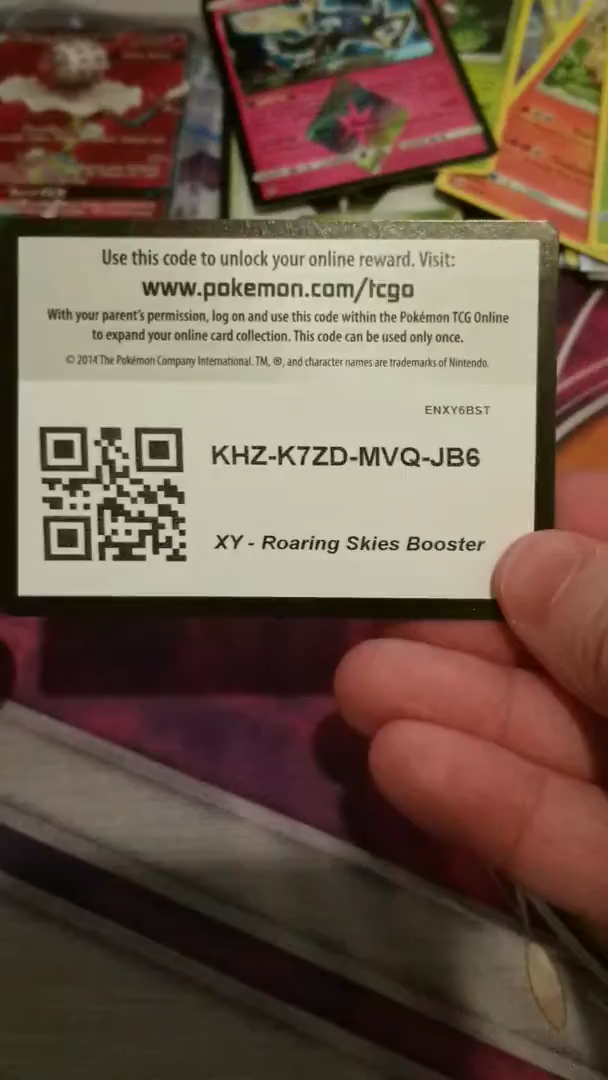 Use this code to unlock your online reward. Visit:
www.pokemon.com/tcgo
With your parent's permission, log on and use this code within the Pokémon TCG Online
to expand your online card collection. This code can be used only once.
© 2014 The Pokémon Company International. TM, ®, and character names are trademarks of Nintendo.
ENXY6BST
KHZ-K7ZD-MVQ-JB6
XY - Roaring Skies Booster